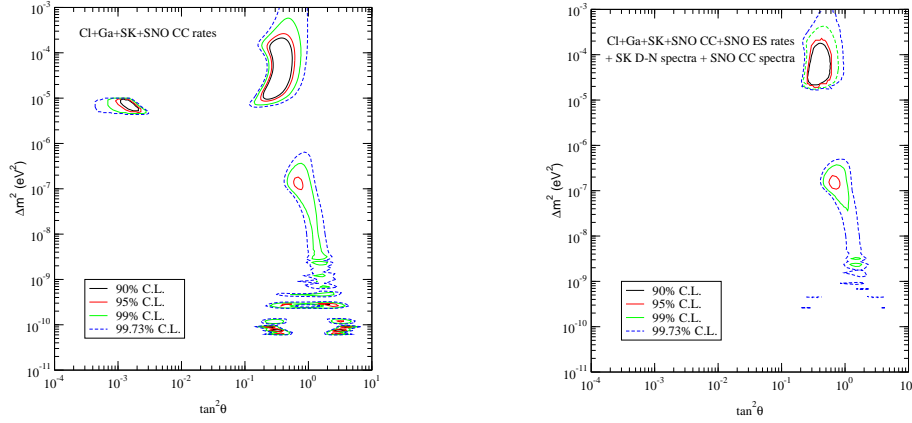 Cl+Ga+SK+SNO CC rates
10⁻³
10⁻⁴
10⁻⁵
10⁻⁶
10⁻⁷
10⁻⁸
10⁻⁹
10⁻¹⁰
10⁻¹¹
Δm² (eV²)
90% C.L.
95% C.L.
99% C.L.
99.73% C.L.
10⁻⁴ 10⁻³ 10⁻² 10⁻¹ 10⁰ 10¹
tan²θ
Cl+Ga+SK+SNO CC+SNO ES rates
+ SK D-N spectra + SNO CC spectra
10⁻³
10⁻⁴
10⁻⁵
10⁻⁶
10⁻⁷
10⁻⁸
10⁻⁹
10⁻¹⁰
10⁻¹¹
Δm² (eV²)
90% C.L.
95% C.L.
99% C.L.
99.73% C.L.
10⁻⁴ 10⁻³ 10⁻² 10⁻¹ 10⁰ 10
tan²θ